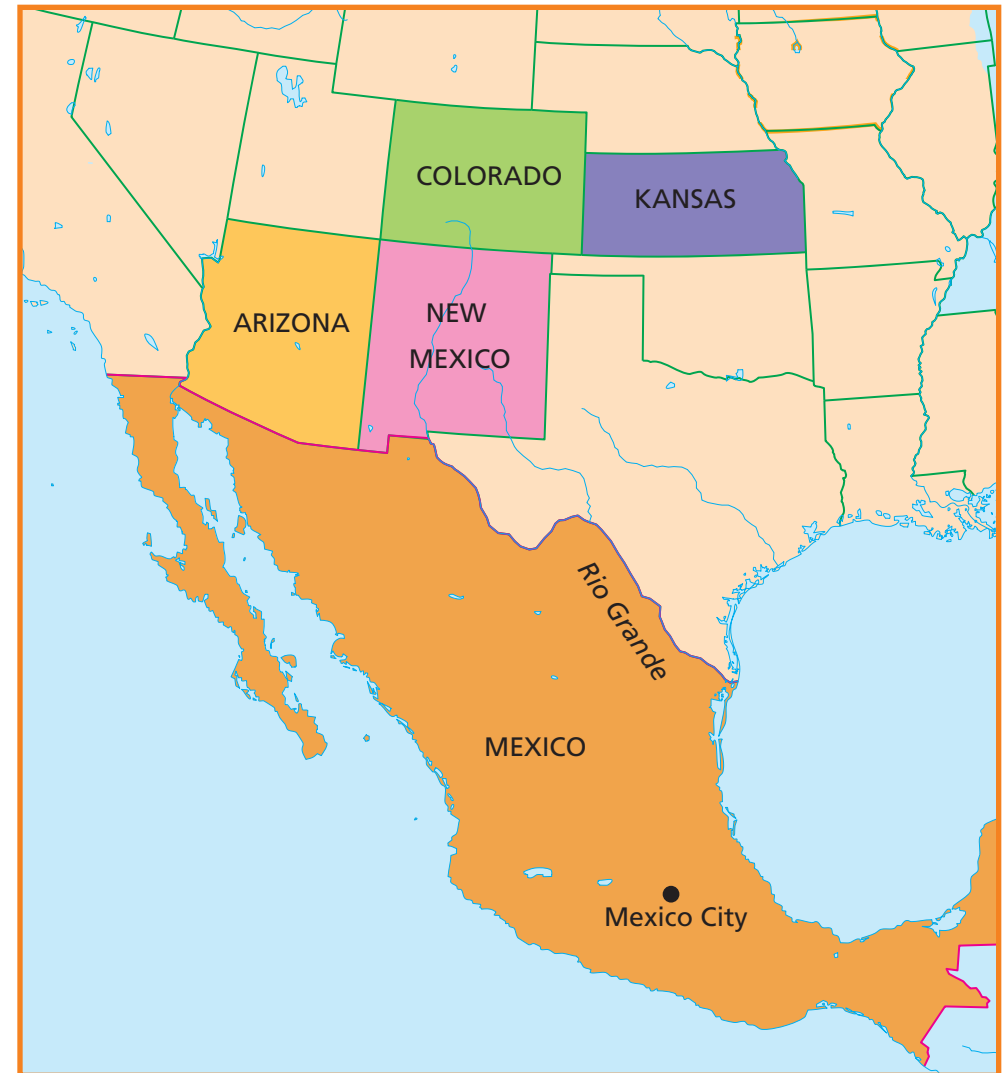 COLORADO
KANSAS
ARIZONA
NEW
MEXICO
Rio Grande
MEXICO
Mexico City